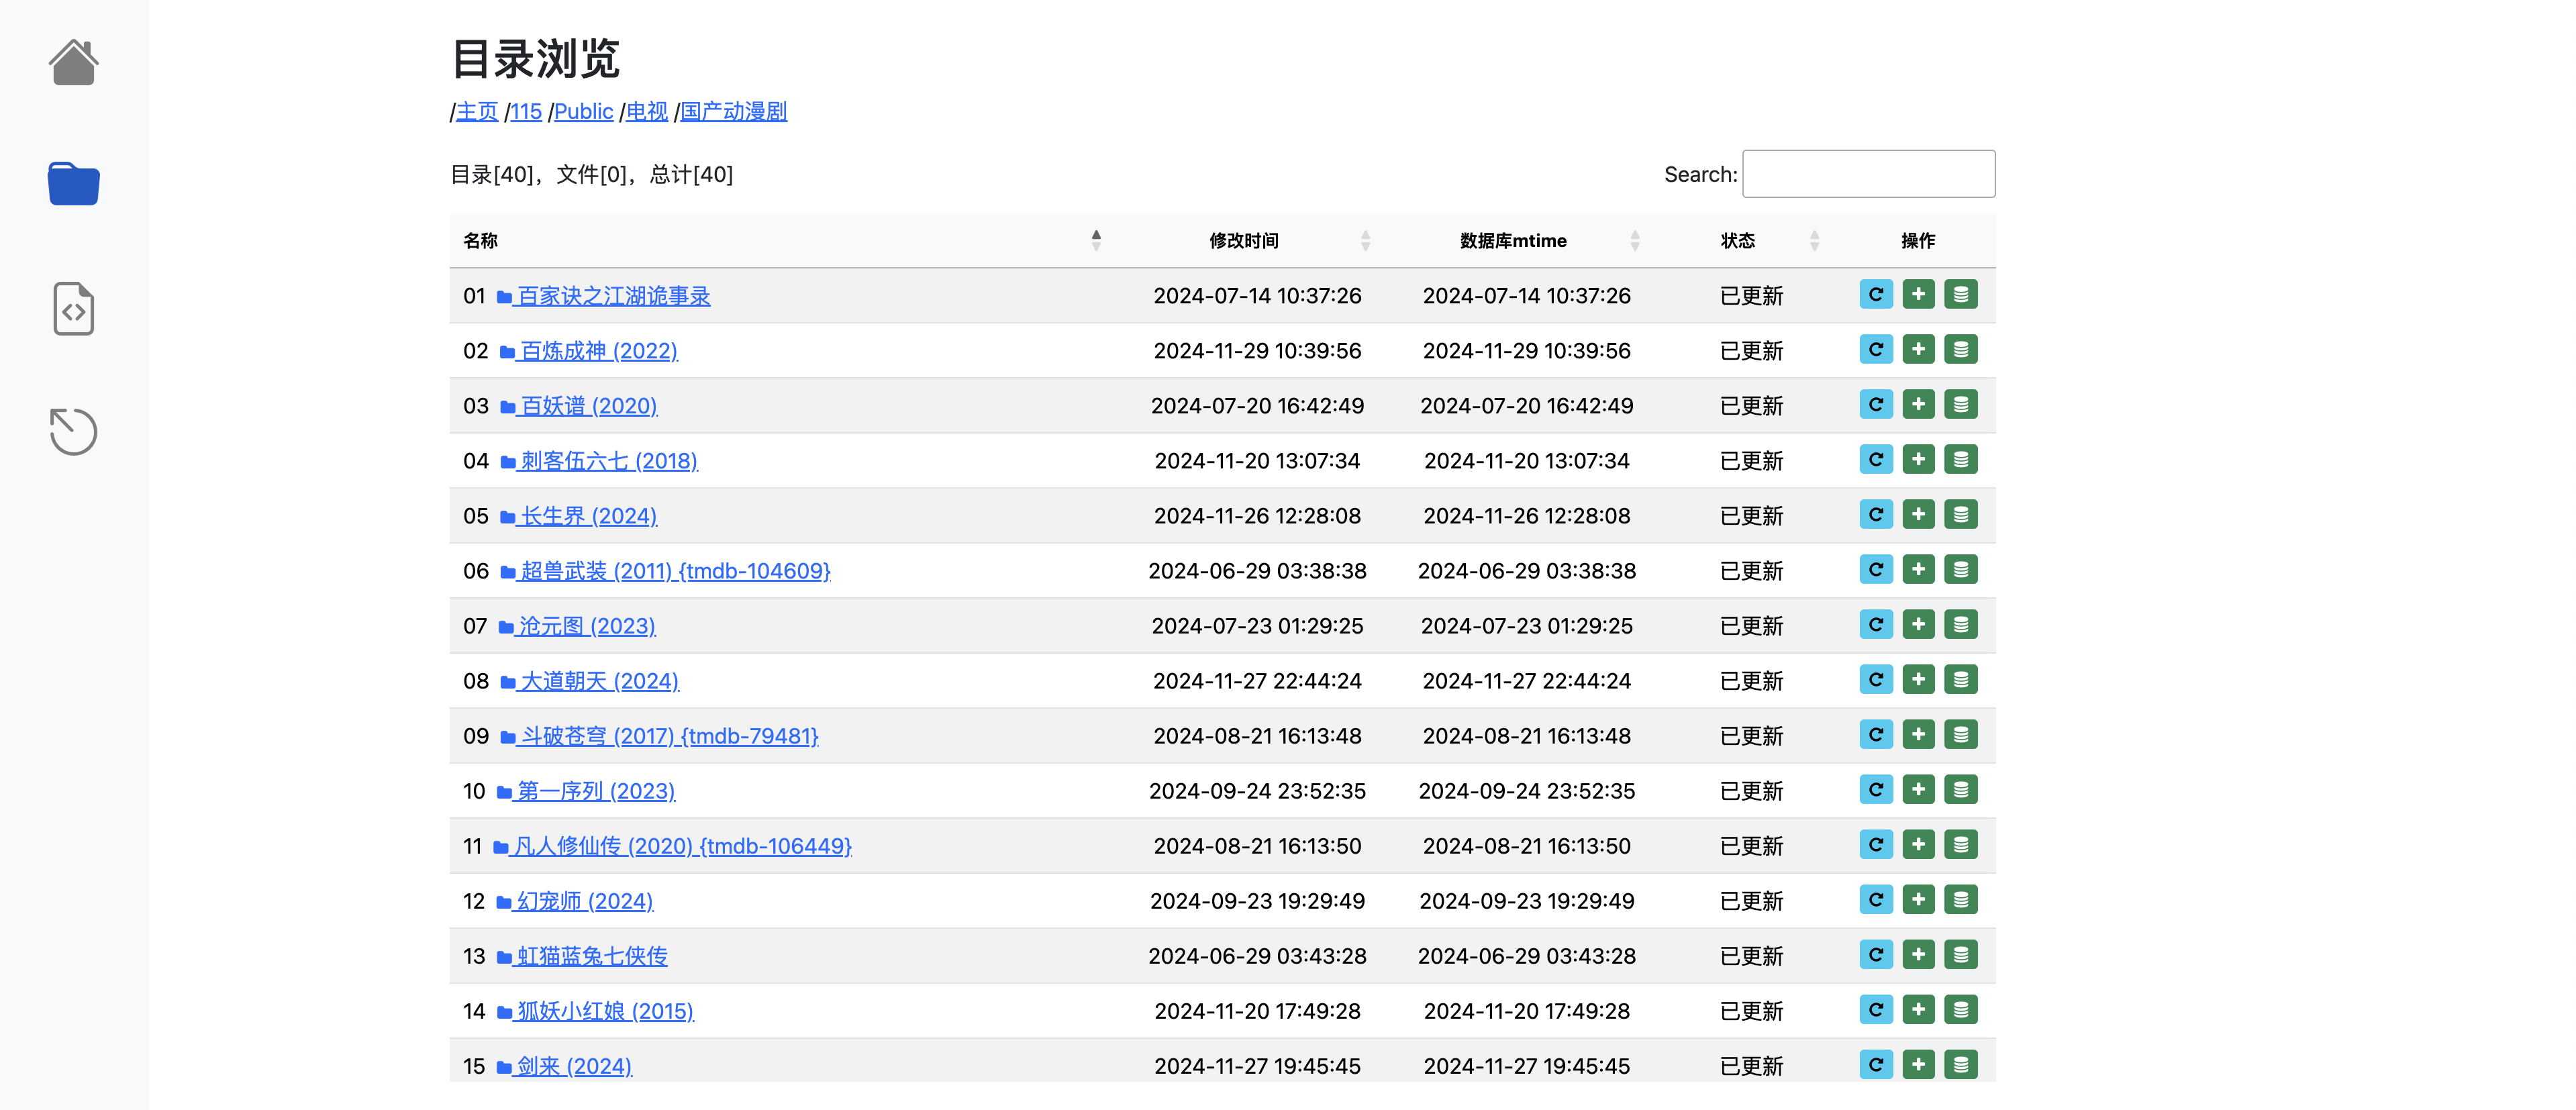 目录浏览
/主页 /115 /Public /电视 /国产动漫剧
目录[40]，文件[0]，总计[40]
Search:
名称 修改时间 数据库mtime 状态 操作
01 百家诀之江湖诡事录 2024-07-14 10:37:26 2024-07-14 10:37:26 已更新
02 百炼成神 (2022) 2024-11-29 10:39:56 2024-11-29 10:39:56 已更新
03 百妖谱 (2020) 2024-07-20 16:42:49 2024-07-20 16:42:49 已更新
04 刺客伍六七 (2018) 2024-11-20 13:07:34 2024-11-20 13:07:34 已更新
05 长生界 (2024) 2024-11-26 12:28:08 2024-11-26 12:28:08 已更新
06 超兽武装 (2011) {tmdb-104609} 2024-06-29 03:38:38 2024-06-29 03:38:38 已更新
07 沧元图 (2023) 2024-07-23 01:29:25 2024-07-23 01:29:25 已更新
08 大道朝天 (2024) 2024-11-27 22:44:24 2024-11-27 22:44:24 已更新
09 斗破苍穹 (2017) {tmdb-79481} 2024-08-21 16:13:48 2024-08-21 16:13:48 已更新
10 第一序列 (2023) 2024-09-24 23:52:35 2024-09-24 23:52:35 已更新
11 凡人修仙传 (2020) {tmdb-106449} 2024-08-21 16:13:50 2024-08-21 16:13:50 已更新
12 幻宠师 (2024) 2024-09-23 19:29:49 2024-09-23 19:29:49 已更新
13 虹猫蓝兔七侠传 2024-06-29 03:43:28 2024-06-29 03:43:28 已更新
14 狐妖小红娘 (2015) 2024-11-20 17:49:28 2024-11-20 17:49:28 已更新
15 剑来 (2024) 2024-11-27 19:45:45 2024-11-27 19:45:45 已更新